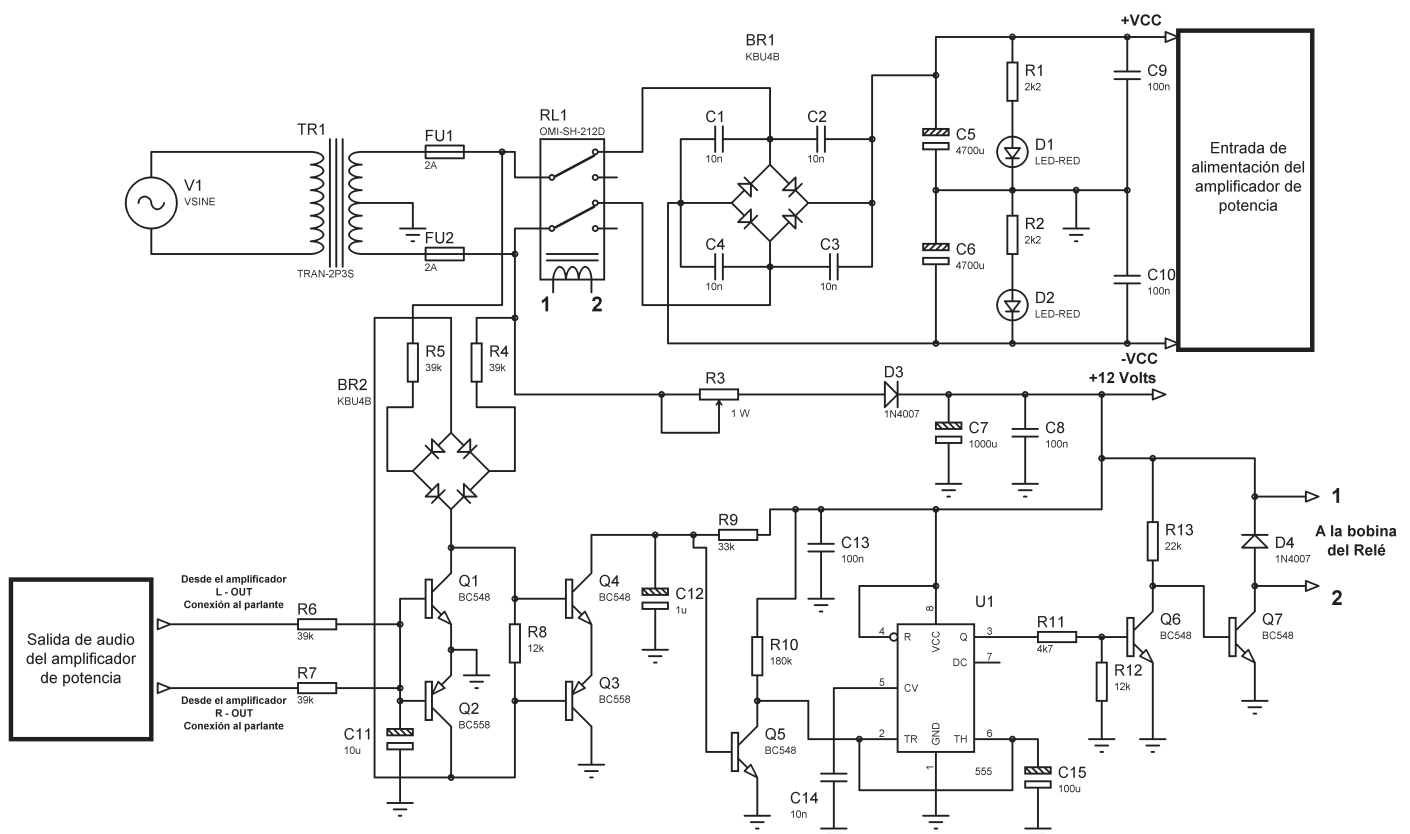 +VCC
BR1
KBU4B
TR1
TRAN-2P3S
V1
VSINE
FU1
2A
FU2
2A
RL1
OMI-SH-212D
1
2
C1
10n
C2
10n
C4
10n
C3
10n
C5
4700u
C6
4700u
R1
2k2
D1
LED-RED
R2
2k2
D2
LED-RED
C9
100n
C10
100n
Entrada de
alimentación del
amplificador de
potencia
-VCC
+12 Volts
BR2
KBU4B
R5
39k
R4
39k
R3
1 W
D3
1N4007
C7
1000u
C8
100n
Salida de audio
del amplificador
de potencia
Desde el amplificador
L - OUT
Conexión al parlante
Desde el amplificador
R - OUT
Conexión al parlante
R6
39k
R7
39k
C11
10u
Q1
BC548
Q2
BC558
R8
12k
Q4
BC548
Q3
BC558
C12
1u
R9
33k
R10
180k
Q5
BC548
C13
100n
C14
10n
U1
555
4
R
8
VCC
Q
3
DC
7
5
CV
2
TR
GND
1
TH
6
C15
100u
R11
4k7
R12
12k
R13
22k
Q6
BC548
Q7
BC548
D4
1N4007
1
A la bobina
del Relé
2